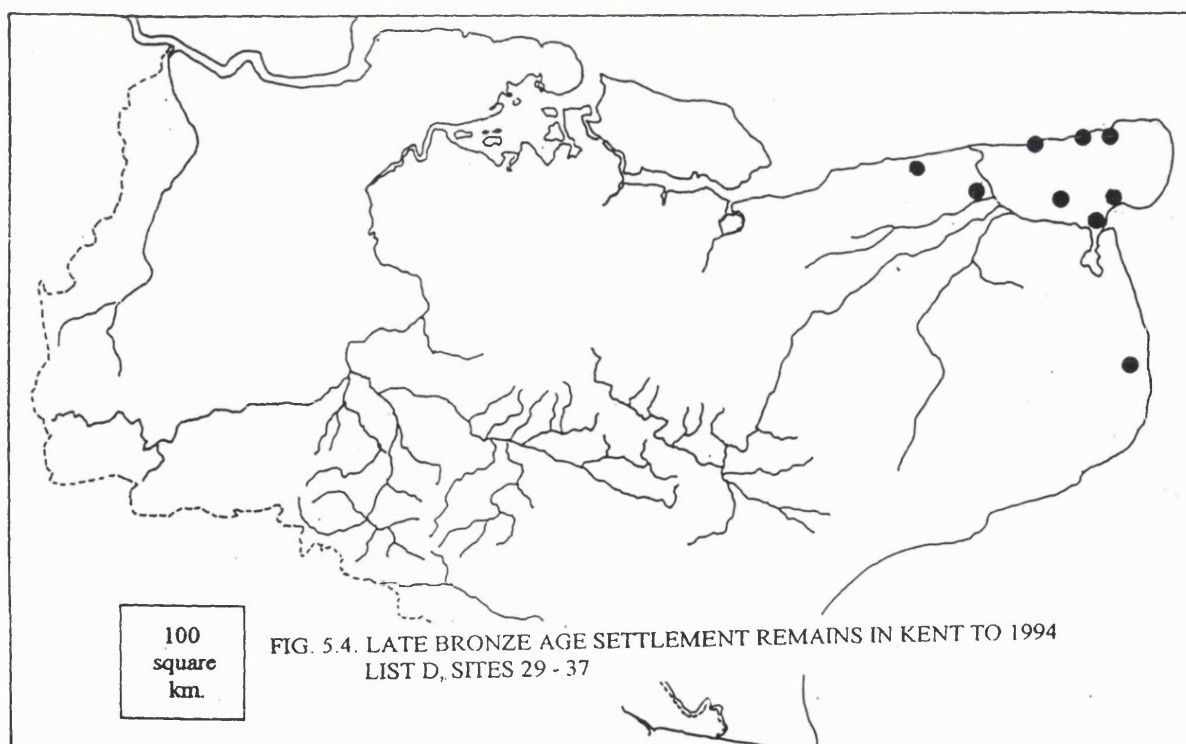 100
square
km.
FIG. 5.4. LATE BRONZE AGE SETTLEMENT REMAINS IN KENT TO 1994
LIST D, SITES 29 - 37